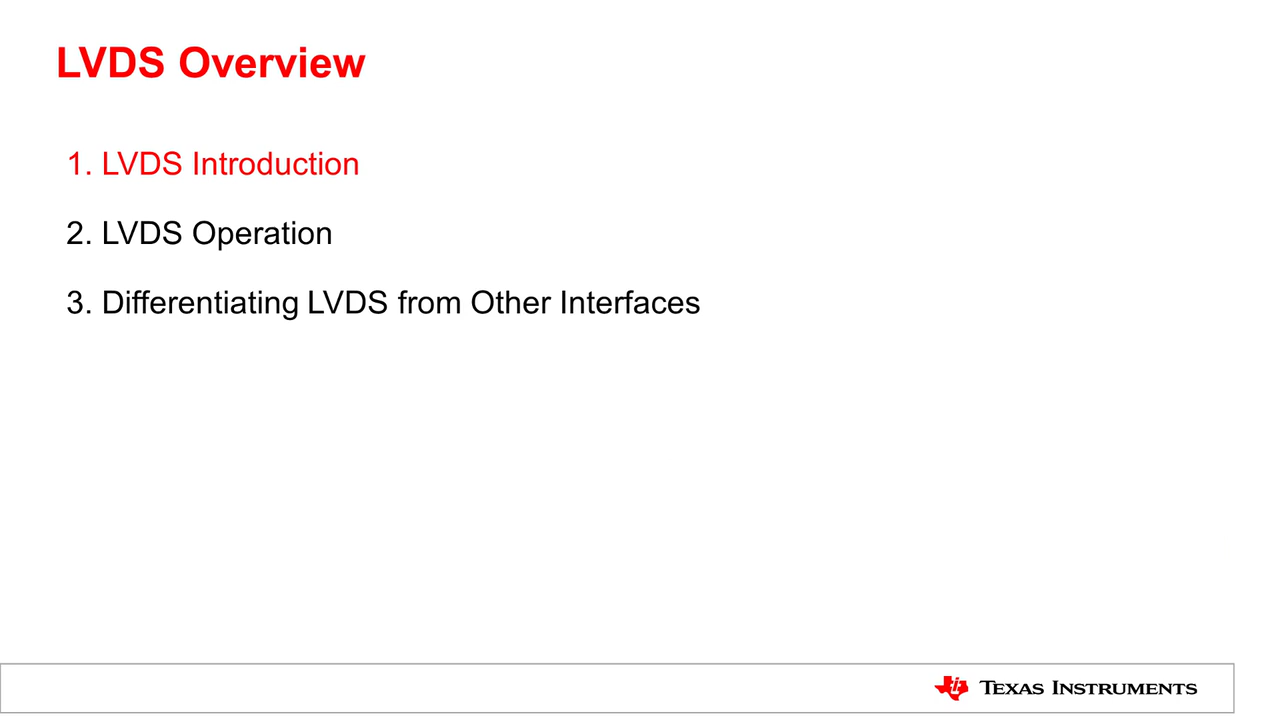 LVDS Overview
1. LVDS Introduction
2. LVDS Operation
3. Differentiating LVDS from Other Interfaces
TEXAS INSTRUMENTS